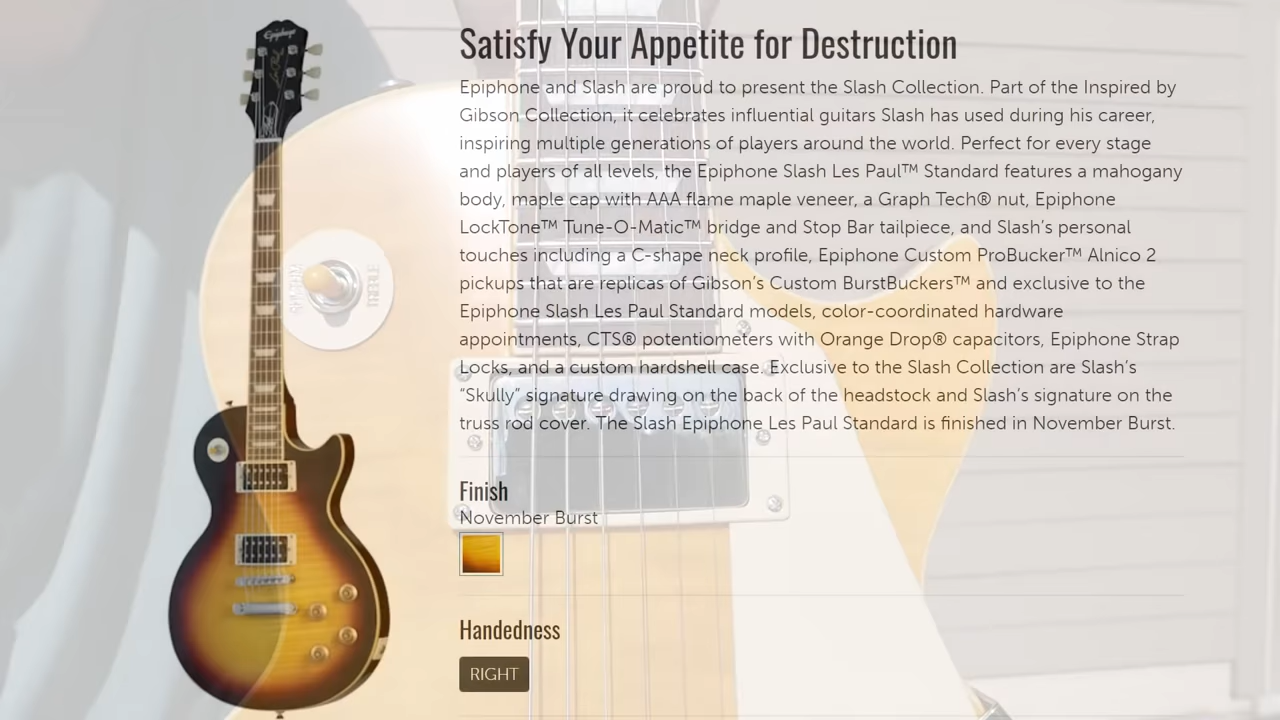 Epiphone
Satisfy Your Appetite for Destruction
Epiphone and Slash are proud to present the Slash Collection. Part of the Inspired by
Gibson Collection, it celebrates influential guitars Slash has used during his career,
inspiring multiple generations of players around the world. Perfect for every stage
and players of all levels, the Epiphone Slash Les Paul™ Standard features a mahogany
body, maple cap with AAA flame maple veneer, a Graph Tech® nut, Epiphone
LockTone™ Tune-O-Matic™ bridge and Stop Bar tailpiece, and Slash’s personal
touches including a C-shape neck profile, Epiphone Custom ProBucker™ Alnico 2
pickups that are replicas of Gibson’s Custom BurstBuckers™ and exclusive to the
Epiphone Slash Les Paul Standard models, color-coordinated hardware
appointments, CTS® potentiometers with Orange Drop® capacitors, Epiphone Strap
Locks, and a custom hardshell case. Exclusive to the Slash Collection are Slash’s
“Skully” signature drawing on the back of the headstock and Slash’s signature on the
truss rod cover. The Slash Epiphone Les Paul Standard is finished in November Burst.
TREBLE
Finish
November Burst
Handedness
RIGHT